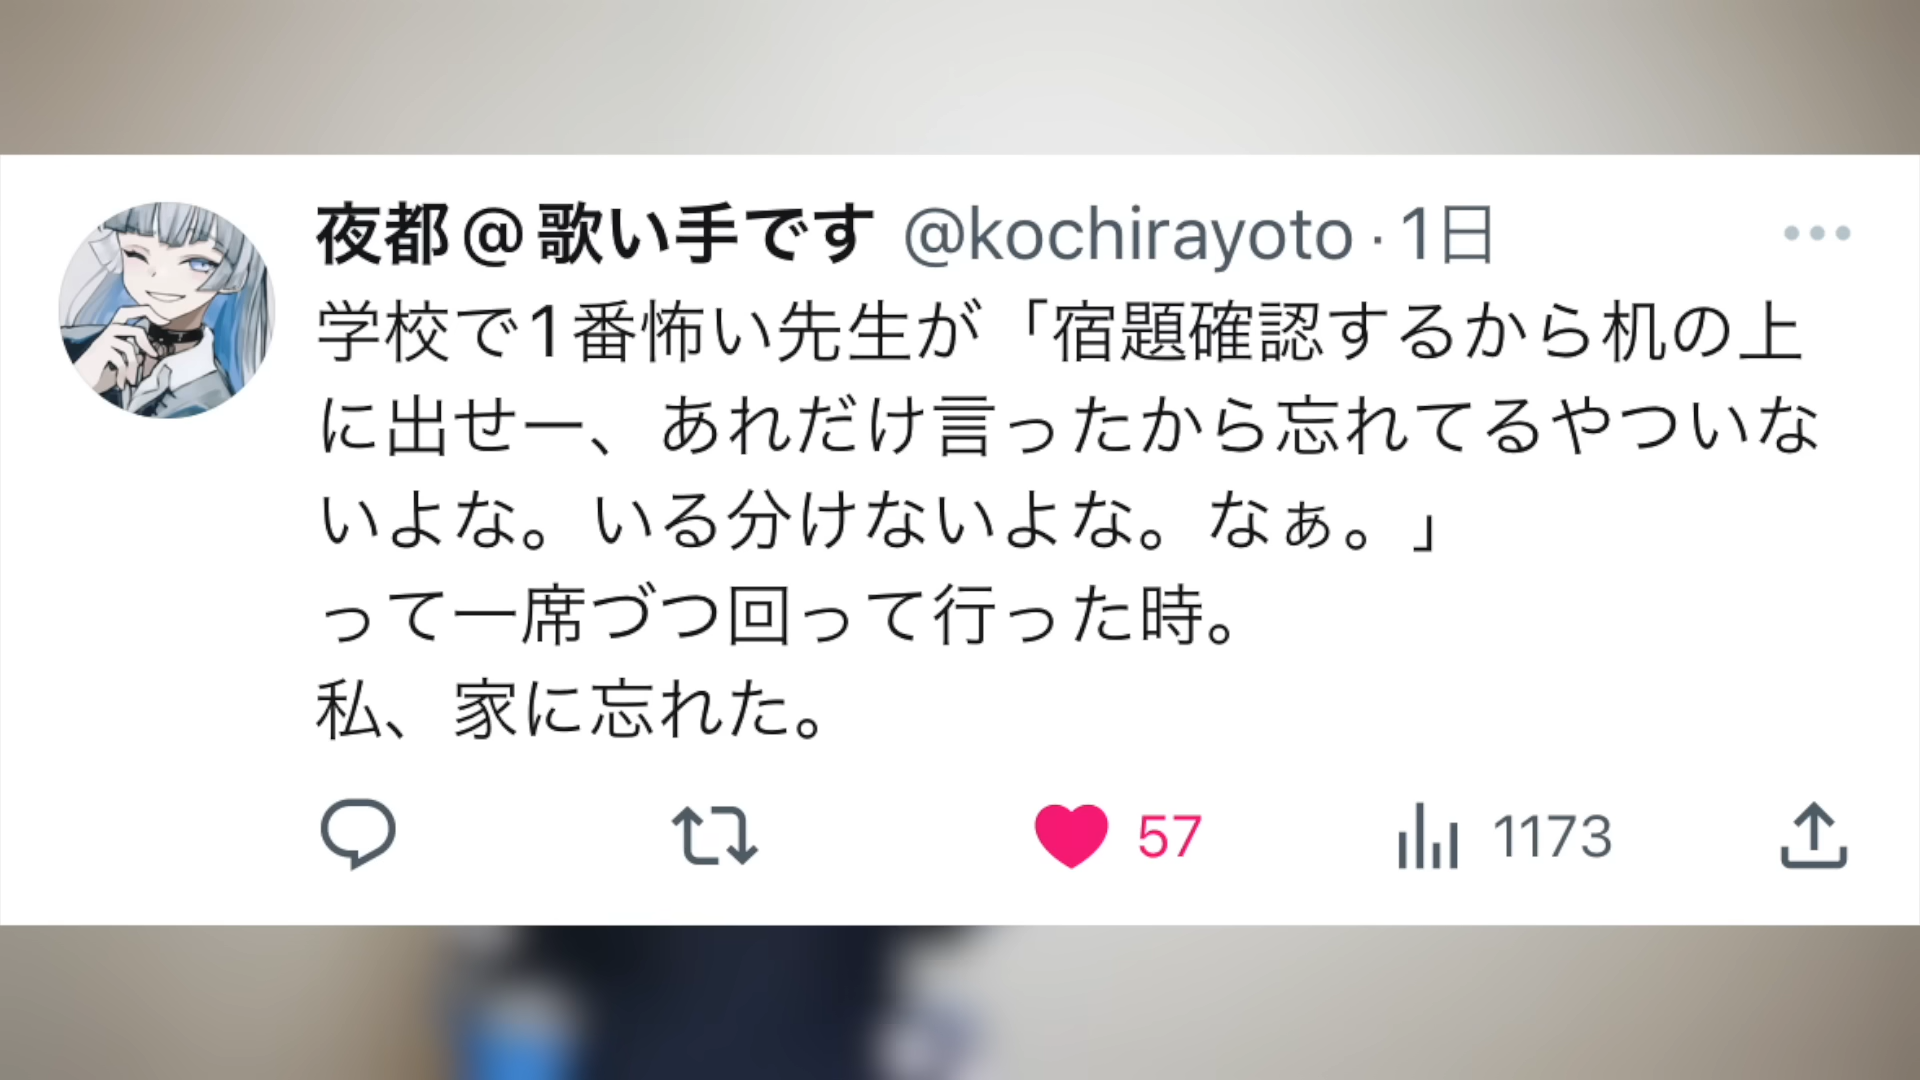 夜都@歌い手です @kochirayoto · 1日
学校で1番怖い先生が「宿題確認するから机の上
に出せー、あれだけ言ったから忘れてるやついな
いよな。いる分けないよな。なぁ。」
って一席づつ回って行った時。
私、家に忘れた。
57 1173